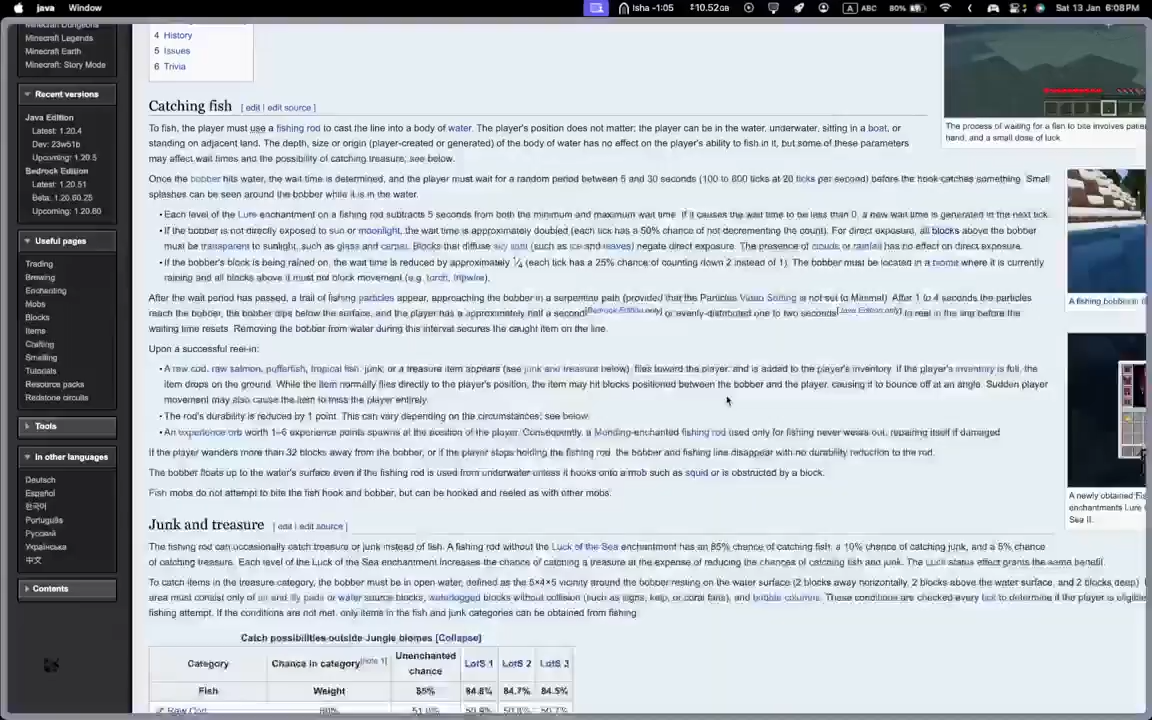 java Window Isha -1:05 10.52GB ABC 80% Sat 13 Jan 6:08PM
Minecraft Dungeons
Minecraft Legends
Minecraft Earth
Minecraft: Story Mode
Recent versions
Java Edition
Latest: 1.20.4
Dev: 23w51b
Upcoming: 1.20.5
Bedrock Edition
Latest: 1.20.51
Beta: 1.20.60.25
Upcoming: 1.20.60
Useful pages
Trading
Brewing
Enchanting
Mobs
Blocks
Items
Crafting
Smelting
Tutorials
Resource packs
Redstone circuits
Tools
In other languages
Deutsch
Español
한국어
Português
Русский
Українська
中文
Contents
4 History
5 Issues
6 Trivia
Catching fish [ edit | edit source ]
To fish, the player must use a fishing rod to cast the line into a body of water. The player's position does not matter: the player can be in the water, underwater, sitting in a boat, or
standing on adjacent land. The depth, size or origin (player-created or generated) of the body of water has no effect on the player's ability to fish in it, but some of these parameters
may affect wait times and the possibility of catching treasure, see below.
Once the bobber hits water, the wait time is determined, and the player must wait for a random period between 5 and 30 seconds (100 to 600 ticks at 20 ticks per second) before the hook catches something. Small
splashes can be seen around the bobber while it is in the water.
• Each level of the Lure enchantment on a fishing rod subtracts 5 seconds from both the minimum and maximum wait time. If it causes the wait time to be less than 0, a new wait time is generated in the next tick.
• If the bobber is not directly exposed to sun or moonlight, the wait time is approximately doubled (each tick has a 50% chance of not decrementing the count). For direct exposure, all blocks above the bobber
must be transparent to sunlight, such as glass and carpet. Blocks that diffuse sky light (such as ice and leaves) negate direct exposure. The presence of clouds or rainfall has no effect on direct exposure.
• If the bobber's block is being rained on, the wait time is reduced by approximately (each tick has a 25% chance of counting down 2 instead of 1). The bobber must be located in a biome where it is currently
raining and all blocks above it must not block movement (e.g. torch, tripwire).
After the wait period has passed, a trail of fishing particles appear, approaching the bobber in a serpentine path (provided that the Particles Video Setting is not set to Minimal). After 1 to 4 seconds the particles
reach the bobber, the bobber dips below the surface, and the player has a approximately half a second[Bedrock Edition only] or evenly-distributed one to two seconds[Java Edition only] to reel in the line before the
waiting time resets. Removing the bobber from water during this interval secures the caught item on the line.
Upon a successful reel-in:
• A raw cod, raw salmon, pufferfish, tropical fish, junk, or a treasure item appears (see junk and treasure below) flies toward the player, and is added to the player's inventory. If the player's inventory is full, the
item drops on the ground. While the item normally flies directly to the player's position, the item may hit blocks positioned between the bobber and the player, causing it to bounce off at an angle. Sudden player
movement may also cause the item to miss the player entirely.
• The rod's durability is reduced by 1 point. This can vary depending on the circumstances; see below.
• An experience orb worth 1–6 experience points spawns at the position of the player. Consequently, a Mending-enchanted fishing rod used only for fishing never wears out, repairing itself if damaged
If the player wanders more than 32 blocks away from the bobber, or if the player stops holding the fishing rod the bobber and fishing line disappear with no durability reduction to the rod.
The bobber floats up to the water's surface even if the fishing rod is used from underwater unless it hooks onto a mob such as squid or is obstructed by a block.
Fish mobs do not attempt to bite the fish hook and bobber, but can be hooked and reeled as with other mobs.
Junk and treasure [ edit | edit source ]
The fishing rod can occasionally catch treasure or junk instead of fish. A fishing rod without the Luck of the Sea enchantment has an 85% chance of catching fish, a 10% chance of catching junk, and a 5% chance
of catching treasure. Each level of the Luck of the Sea enchantment increases the chances of catching a treasure at the expense of reducing the chances of catching fish and junk. The Luck status effect grants the same benefit.
To catch items in the treasure category, the bobber must be in open water, defined as the 5×4×5 vicinity around the bobber resting on the water surface (2 blocks away horizontally, 2 blocks above the water surface, and 2 blocks deep)
area must consist only of air and lily pads or water source blocks, waterlogged blocks without collision (such as signs, kelp, or coral fans), and bubble columns. These conditions are checked every tick to determine if the player is eligible
fishing attempt. If the conditions are not met, only items in the fish and junk categories can be obtained from fishing
Catch possibilities outside Jungle biomes [Collapse]
Category Chance in category[note 1] Unenchanted chance LotS 1 LotS 2 LotS 3
Fish Weight 85% 84.8% 84.7% 84.5%
Raw Cod 60% 51.0% 50.9% 50.8% 50.7%
The process of waiting for a fish to bite involves
hand, and a small dose of luck
A fishing bobber in
A newly obtained
enchantments Lure
Sea II.